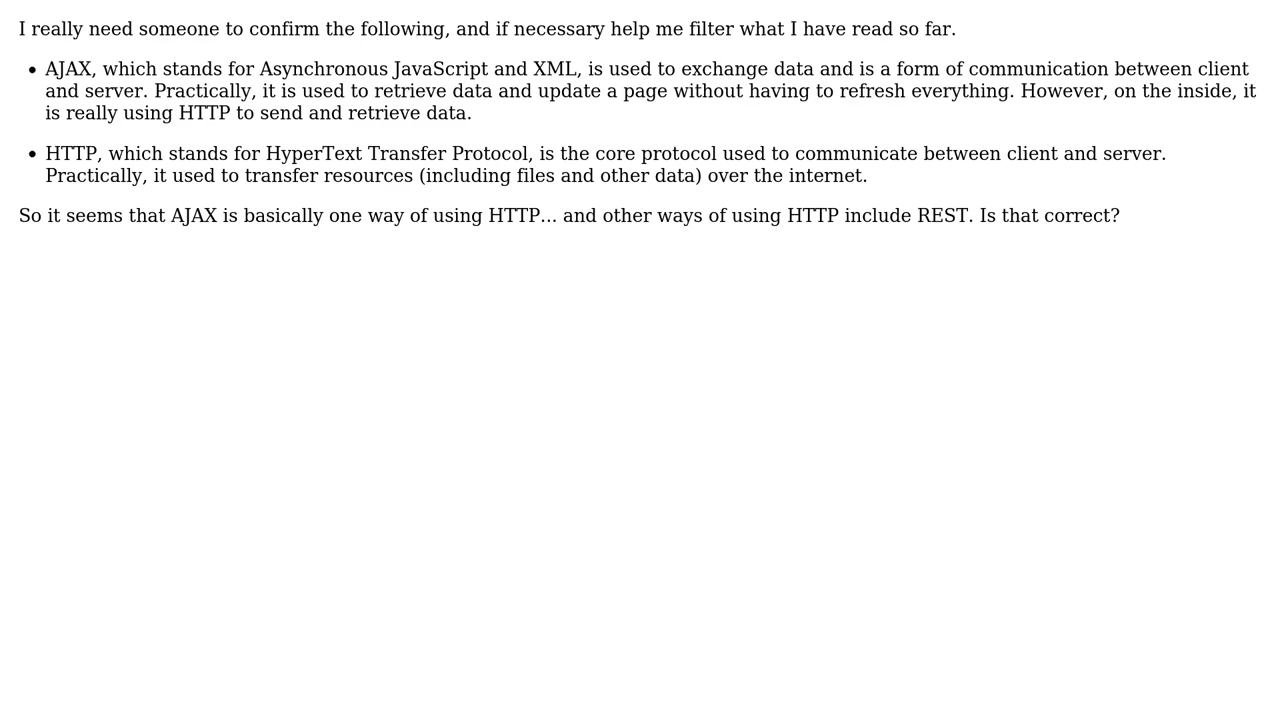 I really need someone to confirm the following, and if necessary help me filter what I have read so far.
• AJAX, which stands for Asynchronous JavaScript and XML, is used to exchange data and is a form of communication between client
and server. Practically, it is used to retrieve data and update a page without having to refresh everything. However, on the inside, it
is really using HTTP to send and retrieve data.
• HTTP, which stands for HyperText Transfer Protocol, is the core protocol used to communicate between client and server.
Practically, it used to transfer resources (including files and other data) over the internet.
So it seems that AJAX is basically one way of using HTTP... and other ways of using HTTP include REST. Is that correct?